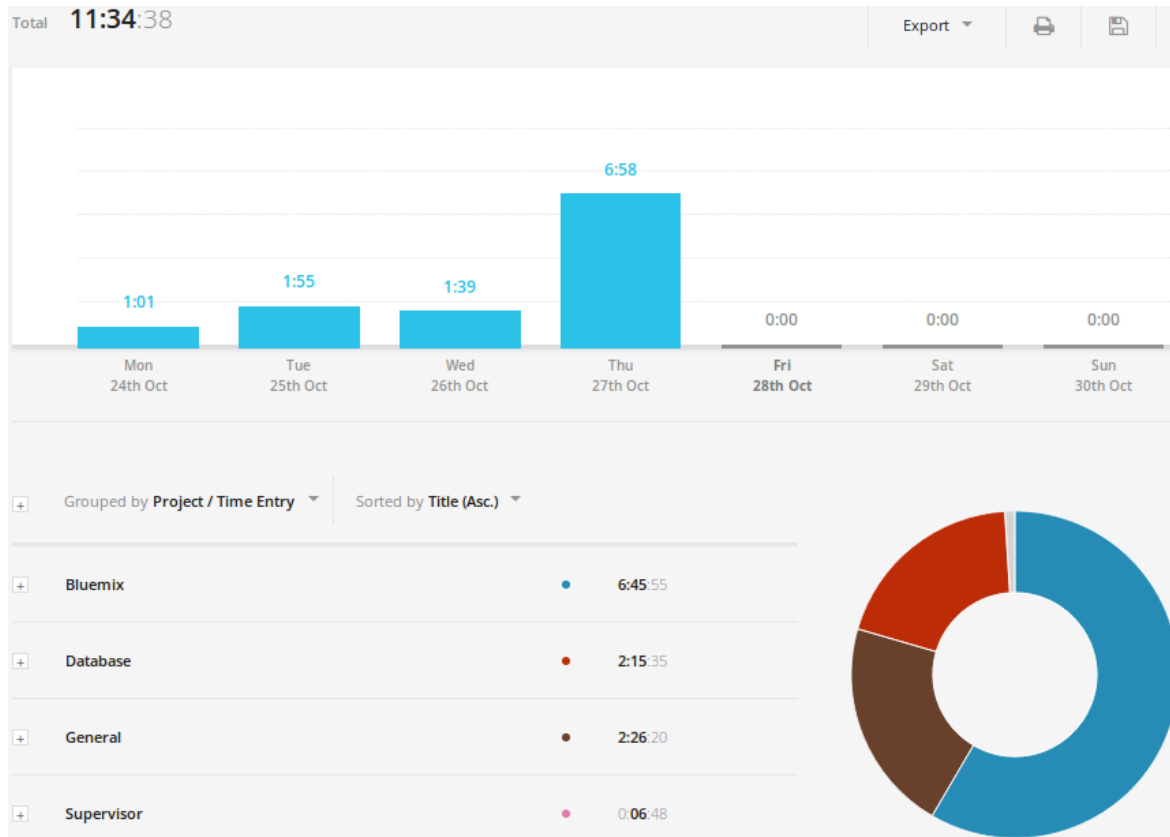 Total 11:34:38 Export
6:58
1:55
1:39
1:01
0:00 0:00 0:00
Mon Tue Wed Thu Fri Sat Sun
24th Oct 25th Oct 26th Oct 27th Oct 28th Oct 29th Oct 30th Oct
Grouped by Project / Time Entry Sorted by Title (Asc.)
Bluemix 6:45:55
Database 2:15:35
General 2:26:20
Supervisor 0:06:48